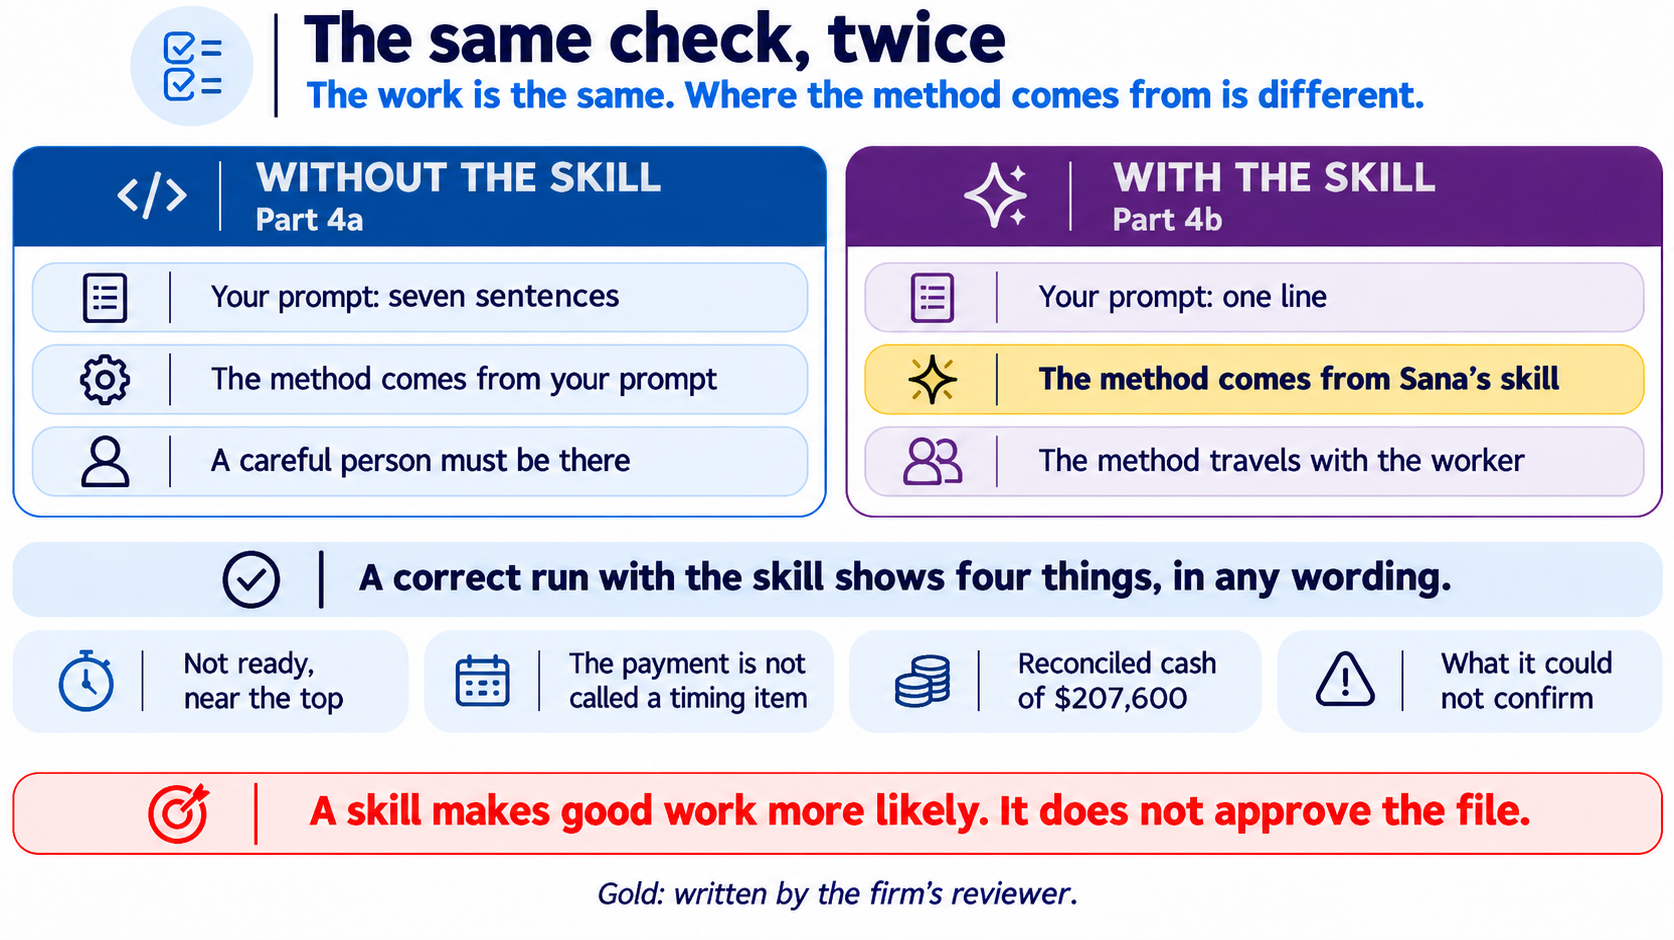 The same check, twice
The work is the same. Where the method comes from is different.
WITHOUT THE SKILL
Part 4a
Your prompt: seven sentences
The method comes from your prompt
A careful person must be there
WITH THE SKILL
Part 4b
Your prompt: one line
The method comes from Sana's skill
The method travels with the worker
A correct run with the skill shows four things, in any wording.
Not ready,
near the top
The payment is not
called a timing item
Reconciled cash
of $207,600
What it could
not confirm
A skill makes good work more likely. It does not approve the file.
Gold: written by the firm's reviewer.